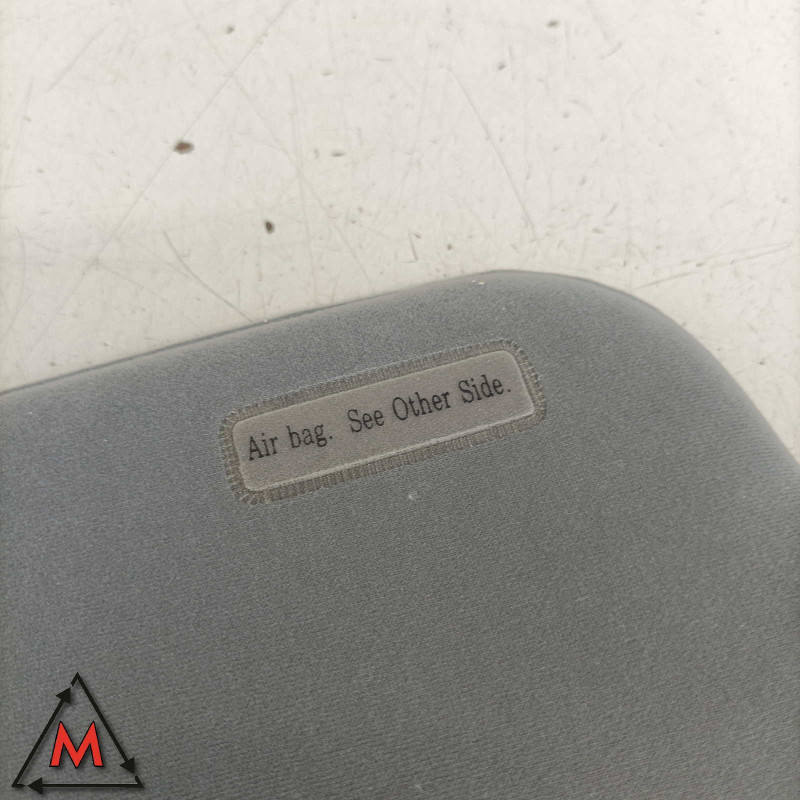 Air bag. See Other Side.
M